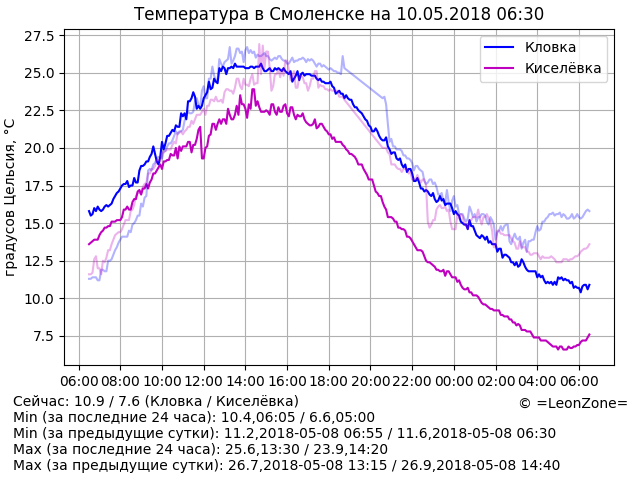 Температура в Смоленске на 10.05.2018 06:30
градусов Цельсия, °C
27.5
25.0
22.5
20.0
17.5
15.0
12.5
10.0
7.5
Кловка
Киселёвка
06:00 08:00 10:00 12:00 14:00 16:00 18:00 20:00 22:00 00:00 02:00 04:00 06:00
Сейчас: 10.9 / 7.6 (Кловка / Киселёвка)
© =LeonZone=
Min (за последние 24 часа): 10.4,06:05 / 6.6,05:00
Min (за предыдущие сутки): 11.2,2018-05-08 06:55 / 11.6,2018-05-08 06:30
Max (за последние 24 часа): 25.6,13:30 / 23.9,14:20
Max (за предыдущие сутки): 26.7,2018-05-08 13:15 / 26.9,2018-05-08 14:40